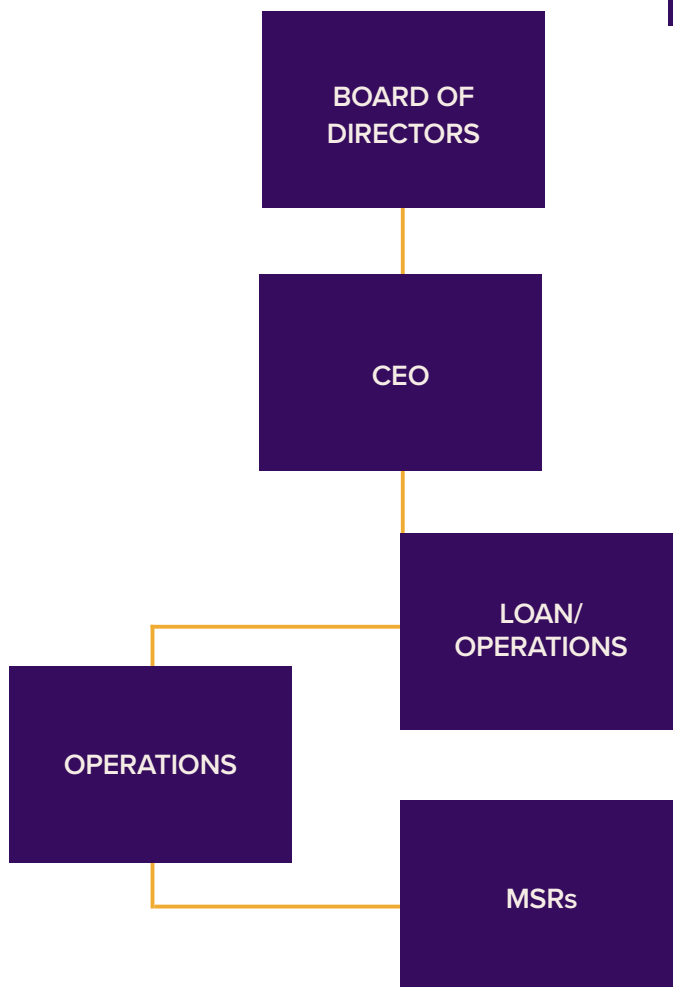 BOARD OF
DIRECTORS
CEO
LOAN/
OPERATIONS
OPERATIONS
MSRs